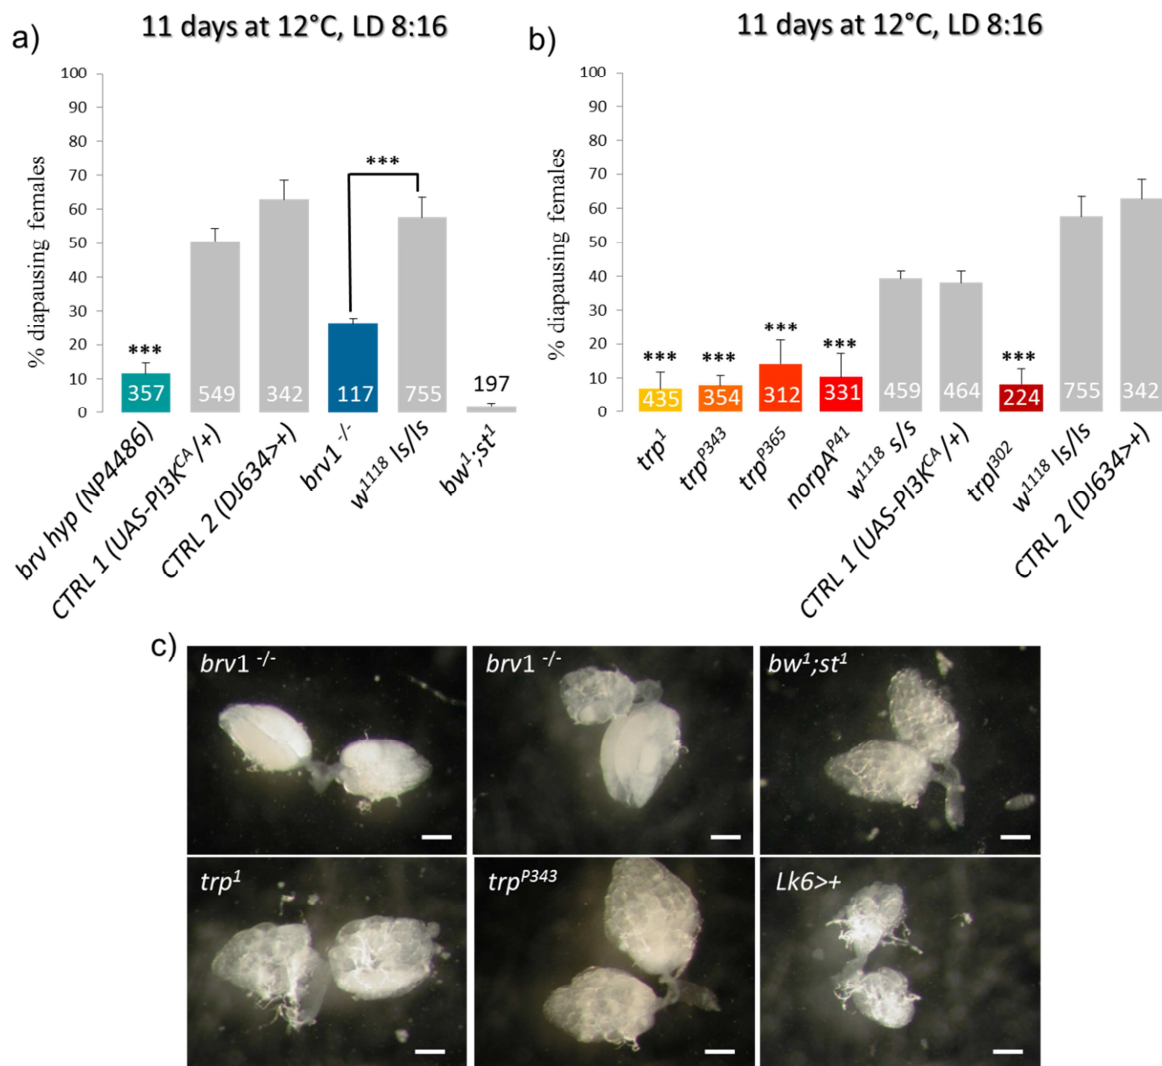 a)
11 days at 12°C, LD 8:16
% diapausing females
100
90
80
70
60
50
40
30
20
10
0
***
***
357
549
342
117
755
197
brv hyp (NP4486)
CTRL 1 (UAS-PI3K^CA/+)
CTRL 2 (DJ634>+)
brv1 -/-
w^1118 ls/ls
bw^1;st^1
b)
11 days at 12°C, LD 8:16
% diapausing females
100
90
80
70
60
50
40
30
20
10
0
***
***
***
***
***
435
354
312
331
459
464
224
755
342
trp^1
trp^P343
trp^P365
norpA^P41
w^1118 s/s
CTRL 1 (UAS-PI3K^CA/+)
trpl^302
w^1118 ls/ls
CTRL 2 (DJ634>+)
c)
brv1 -/-
brv1 -/-
bw^1;st^1
trp^1
trp^P343
Lk6>+